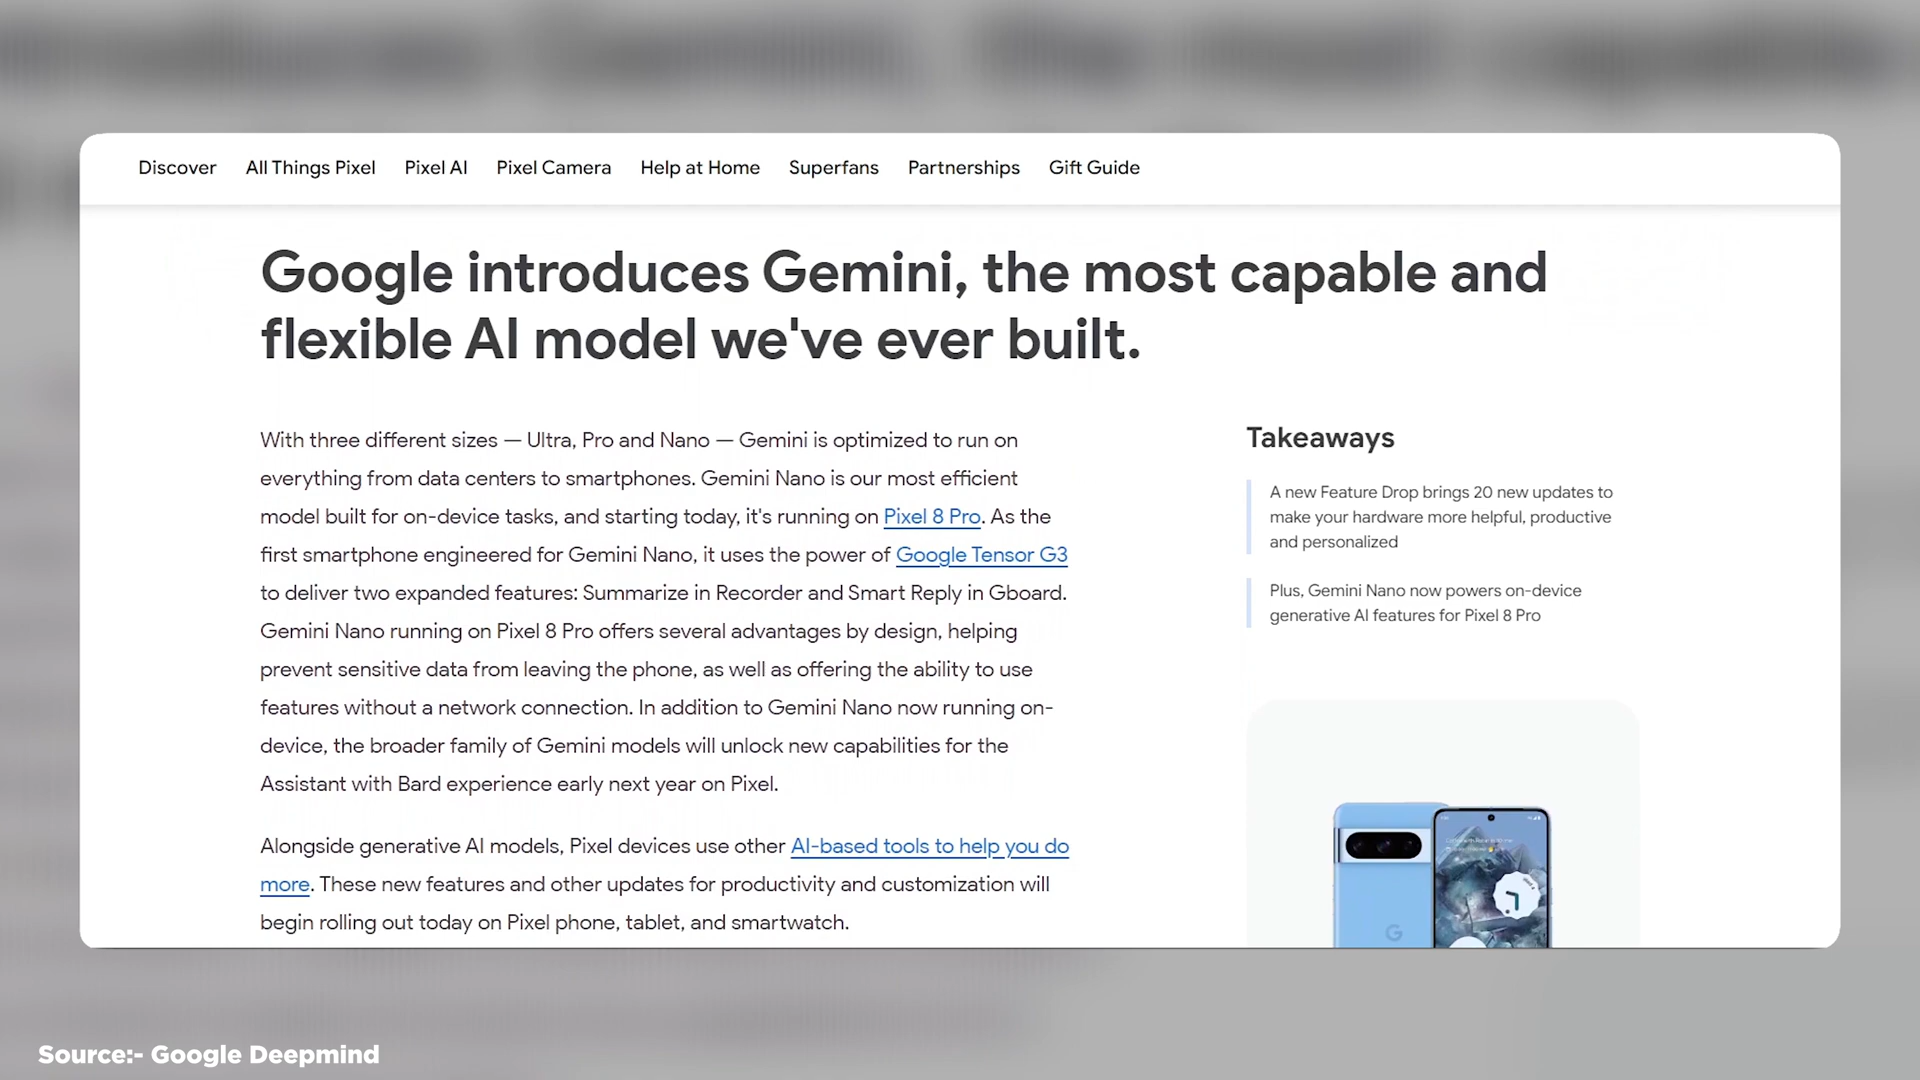 Discover All Things Pixel Pixel AI Pixel Camera Help at Home Superfans Partnerships Gift Guide
Google introduces Gemini, the most capable and
flexible AI model we've ever built.
With three different sizes — Ultra, Pro and Nano — Gemini is optimized to run on
everything from data centers to smartphones. Gemini Nano is our most efficient
model built for on-device tasks, and starting today, it's running on Pixel 8 Pro. As the
first smartphone engineered for Gemini Nano, it uses the power of Google Tensor G3
to deliver two expanded features: Summarize in Recorder and Smart Reply in Gboard.
Gemini Nano running on Pixel 8 Pro offers several advantages by design, helping
prevent sensitive data from leaving the phone, as well as offering the ability to use
features without a network connection. In addition to Gemini Nano now running on-
device, the broader family of Gemini models will unlock new capabilities for the
Assistant with Bard experience early next year on Pixel.
Alongside generative AI models, Pixel devices use other AI-based tools to help you do
more. These new features and other updates for productivity and customization will
begin rolling out today on Pixel phone, tablet, and smartwatch.
Takeaways
A new Feature Drop brings 20 new updates to
make your hardware more helpful, productive
and personalized
Plus, Gemini Nano now powers on-device
generative AI features for Pixel 8 Pro
G
Source:- Google Deepmind